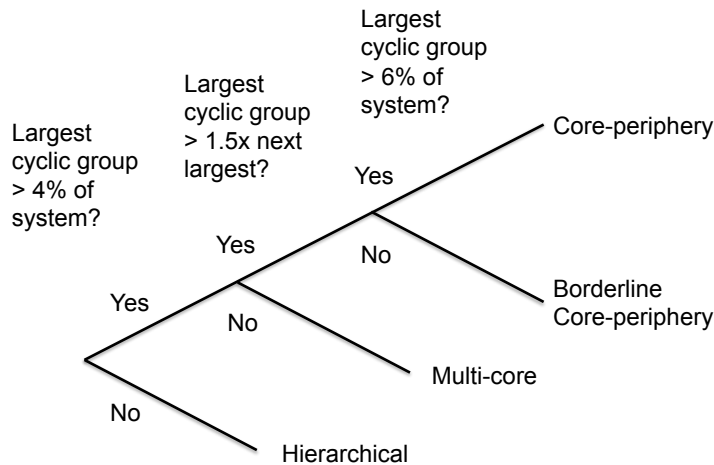 Largest
cyclic group
> 6% of
system?
Largest
cyclic group
> 1.5x next
largest?
Largest
cyclic group
> 4% of
system?
Core-periphery
Yes
Yes
No
Yes
Borderline
Core-periphery
No
Multi-core
No
Hierarchical